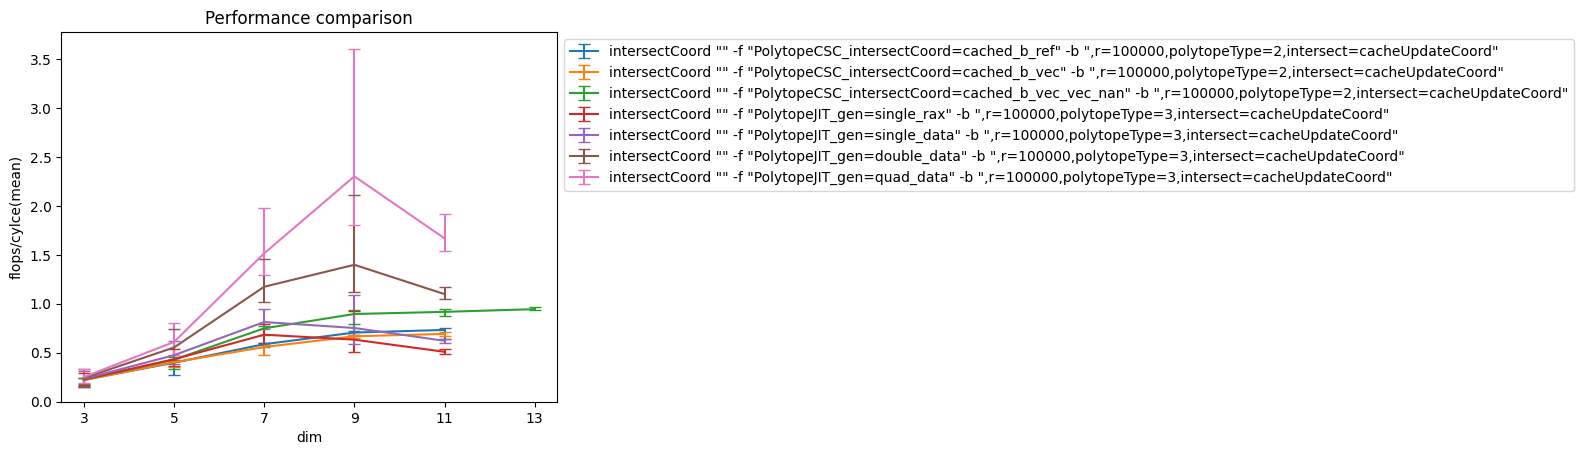 Performance comparison
flops/cylce(mean)
3.5
3.0
2.5
2.0
1.5
1.0
0.5
0.0
3 5 7 9 11 13
dim
intersectCoord "" -f "PolytopeCSC_intersectCoord=cached_b_ref" -b ",r=100000,polytopeType=2,intersect=cacheUpdateCoord"
intersectCoord "" -f "PolytopeCSC_intersectCoord=cached_b_vec" -b ",r=100000,polytopeType=2,intersect=cacheUpdateCoord"
intersectCoord "" -f "PolytopeCSC_intersectCoord=cached_b_vec_vec_nan" -b ",r=100000,polytopeType=2,intersect=cacheUpdateCoord"
intersectCoord "" -f "PolytopeJIT_gen=single_rax" -b ",r=100000,polytopeType=3,intersect=cacheUpdateCoord"
intersectCoord "" -f "PolytopeJIT_gen=single_data" -b ",r=100000,polytopeType=3,intersect=cacheUpdateCoord"
intersectCoord "" -f "PolytopeJIT_gen=double_data" -b ",r=100000,polytopeType=3,intersect=cacheUpdateCoord"
intersectCoord "" -f "PolytopeJIT_gen=quad_data" -b ",r=100000,polytopeType=3,intersect=cacheUpdateCoord"